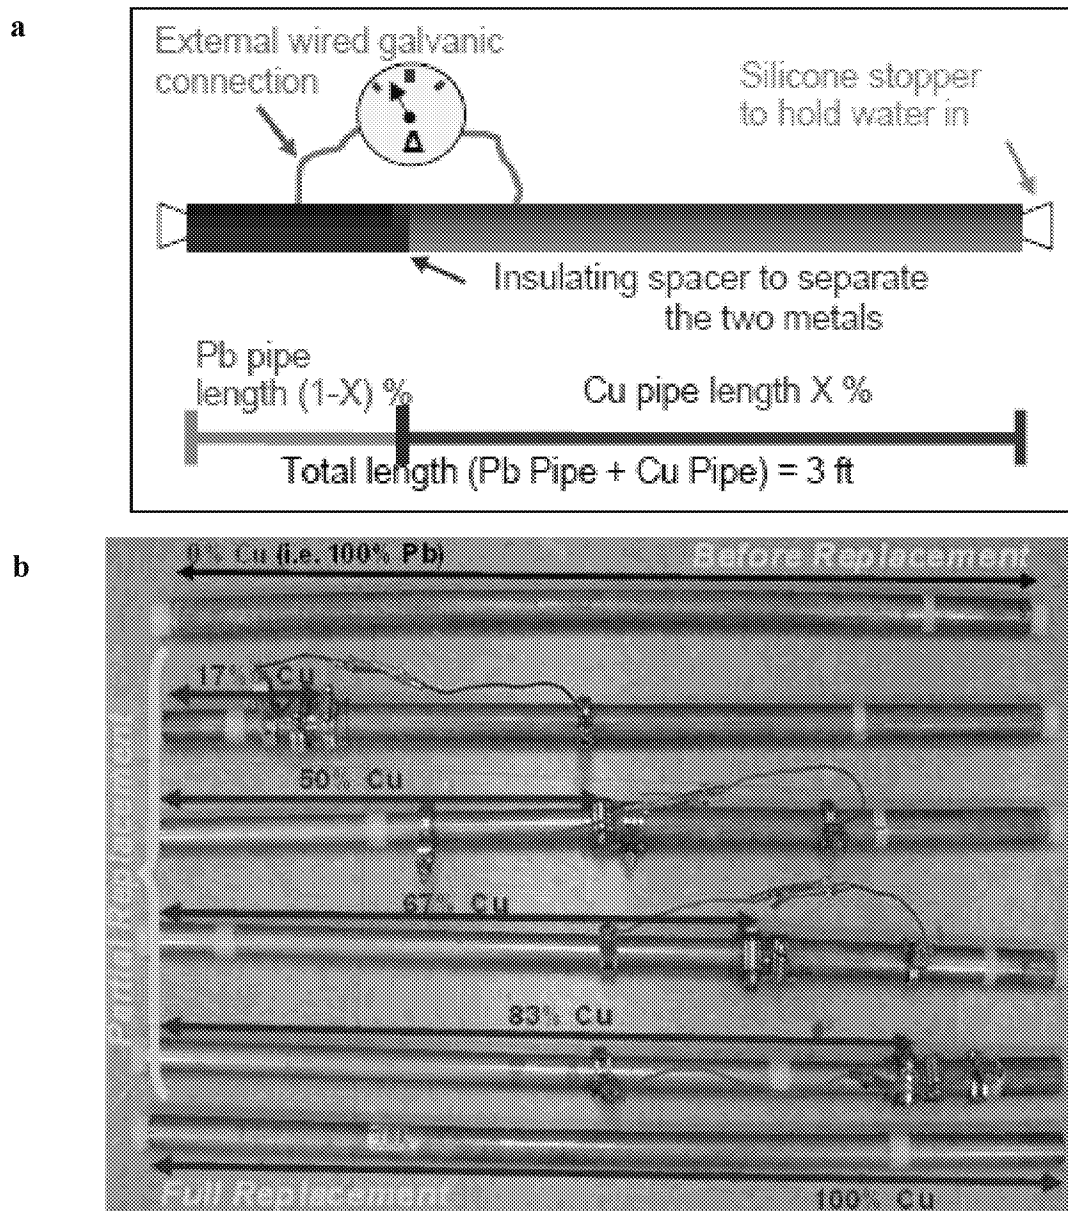 a
External wired galvanic
connection
Δ
Silicone stopper
to hold water in
Insulating spacer to separate
the two metals
Pb pipe
length (1-X) %
Cu pipe length X %
Total length (Pb Pipe + Cu Pipe) = 3 ft
b
0% Cu (i.e. 100% Pb)
Before Replacement
17% Cu
50% Cu
67% Cu
83% Cu
Partial Replacement
Full Replacement
100% Cu